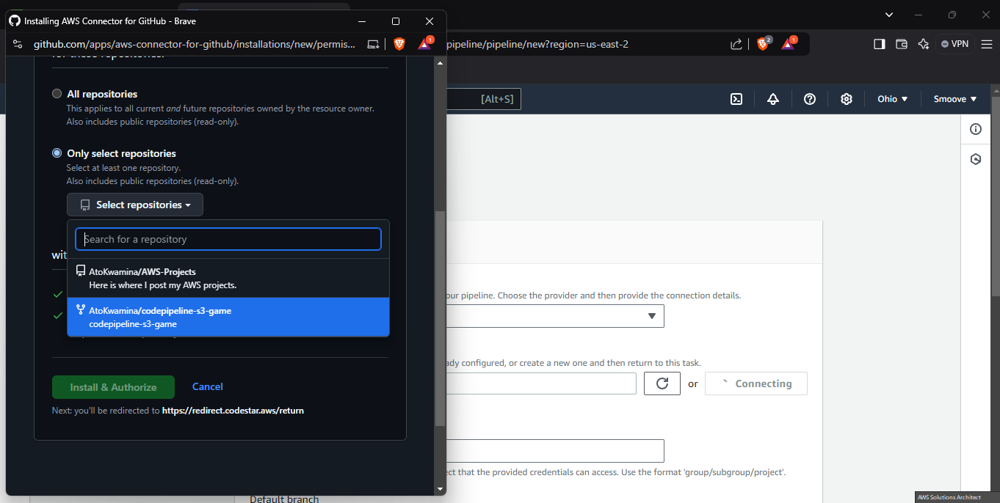 Installing AWS Connector for GitHub - Brave
github.com/apps/aws-connector-for-github/installations/new/permis...
1
pipeline/pipeline/new?region=us-east-2
2
1
VPN
[Alt+S]
Ohio
Smoove
All repositories
This applies to all current and future repositories owned by the resource owner.
Also includes public repositories (read-only).
Only select repositories
Select at least one repository.
Also includes public repositories (read-only).
Select repositories
Search for a repository
wit
AtoKwamina/AWS-Projects
Here is where I post my AWS projects.
AtoKwamina/codepipeline-s3-game
codepipeline-s3-game
Install & Authorize
Cancel
Next: you'll be redirected to https://redirect.codestar.aws/return
our pipeline. Choose the provider and then provide the connection details.
ady configured, or create a new one and then return to this task.
or
Connecting
ect that the provided credentials can access. Use the format 'group/subgroup/project'.
Default branch
AWS Solutions Architect